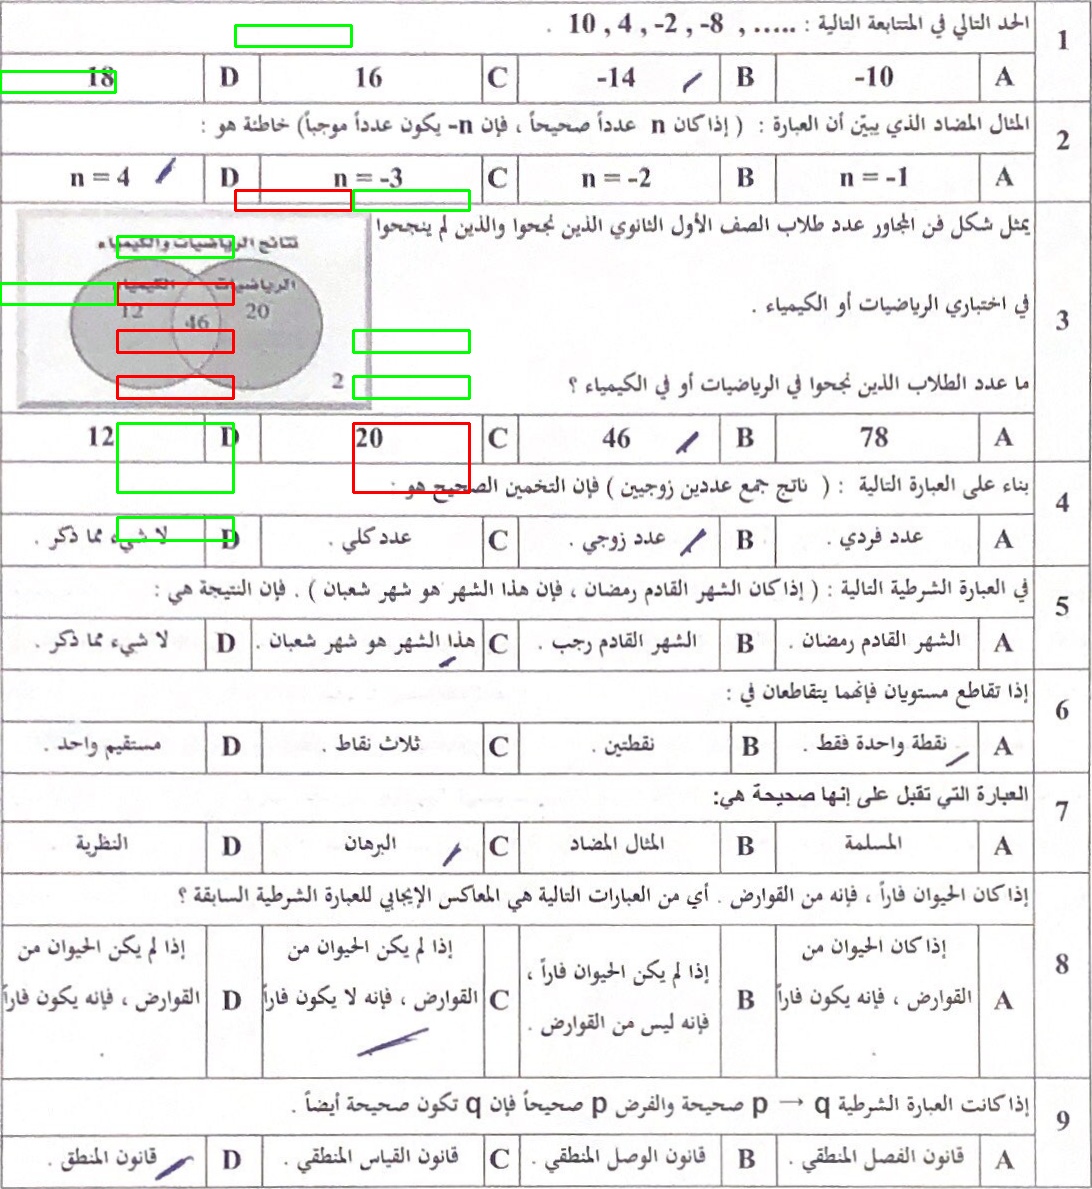 1 الحد التالي في المتتابعة التالية : ..... , 8- , 2- , 4 , 10 .
A -10 B -14 C 16 D 18
2 المثال المضاد الذي يبيّن أن العبارة : ( إذا كان n عدداً صحيحاً ، فإن n- يكون عدداً موجباً) خاطئة هو :
A n = -1 B n = -2 C n = -3 D n = 4
3 يمثل شكل فن المجاور عدد طلاب الصف الأول الثانوي الذين نجحوا والذين لم ينجحوا
في اختباري الرياضيات أو الكيمياء .
ما عدد الطلاب الذين نجحوا في الرياضيات أو في الكيمياء ؟
نتائج الرياضيات والكيمياء
الرياضيات الكيمياء
20 46 12
2
A 78 B 46 C 20 D 12
4 بناء على العبارة التالية : ( ناتج جمع عددين زوجيين ) فإن التخمين الصحيح هو :
A عدد فردي . B عدد زوجي . C عدد كلي . D لا شيء مما ذكر .
5 في العبارة الشرطية التالية : ( إذا كان الشهر القادم رمضان ، فإن هذا الشهر هو شهر شعبان ) . فإن النتيجة هي :
A الشهر القادم رمضان . B الشهر القادم رجب . C هذا الشهر هو شهر شعبان . D لا شيء مما ذكر .
6 إذا تقاطع مستويان فإنهما يتقاطعان في :
A نقطة واحدة فقط . B نقطتين . C ثلاث نقاط . D مستقيم واحد .
7 العبارة التي تقبل على إنها صحيحة هي:
A المسلمة B المثال المضاد C البرهان D النظرية .
8 إذا كان الحيوان فاراً ، فإنه من القوارض . أي من العبارات التالية هي المعاكس الإيجابي للعبارة الشرطية السابقة ؟
A إذا كان الحيوان من القوارض ، فإنه يكون فاراً . B إذا لم يكن الحيوان فاراً ، فإنه ليس من القوارض . C إذا لم يكن الحيوان من القوارض ، فإنه لا يكون فاراً D إذا لم يكن الحيوان من القوارض ، فإنه يكون فاراً .
9 إذا كانت العبارة الشرطية p → q صحيحة والفرض p صحيحاً فإن q تكون صحيحة أيضاً .
A قانون الفصل المنطقي . B قانون الوصل المنطقي . C قانون القياس المنطقي . D قانون المنطق .